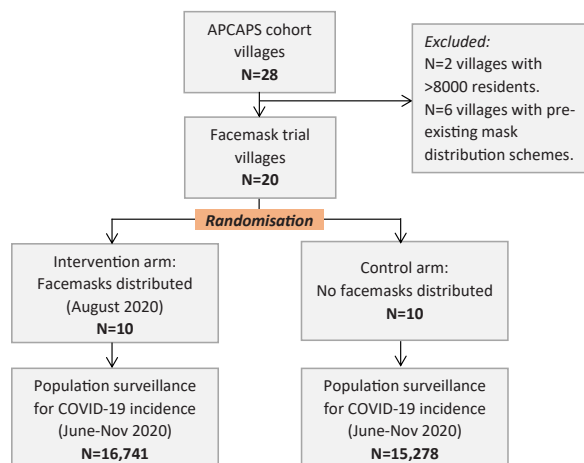 APCAPS cohort
villages
N=28
Excluded:
N=2 villages with
>8000 residents.
N=6 villages with pre-
existing mask
distribution schemes.
Facemask trial
villages
N=20
Randomisation
Intervention arm:
Facemasks distributed
(August 2020)
N=10
Control arm:
No facemasks distributed
N=10
Population surveillance
for COVID-19 incidence
(June-Nov 2020)
N=16,741
Population surveillance
for COVID-19 incidence
(June-Nov 2020)
N=15,278